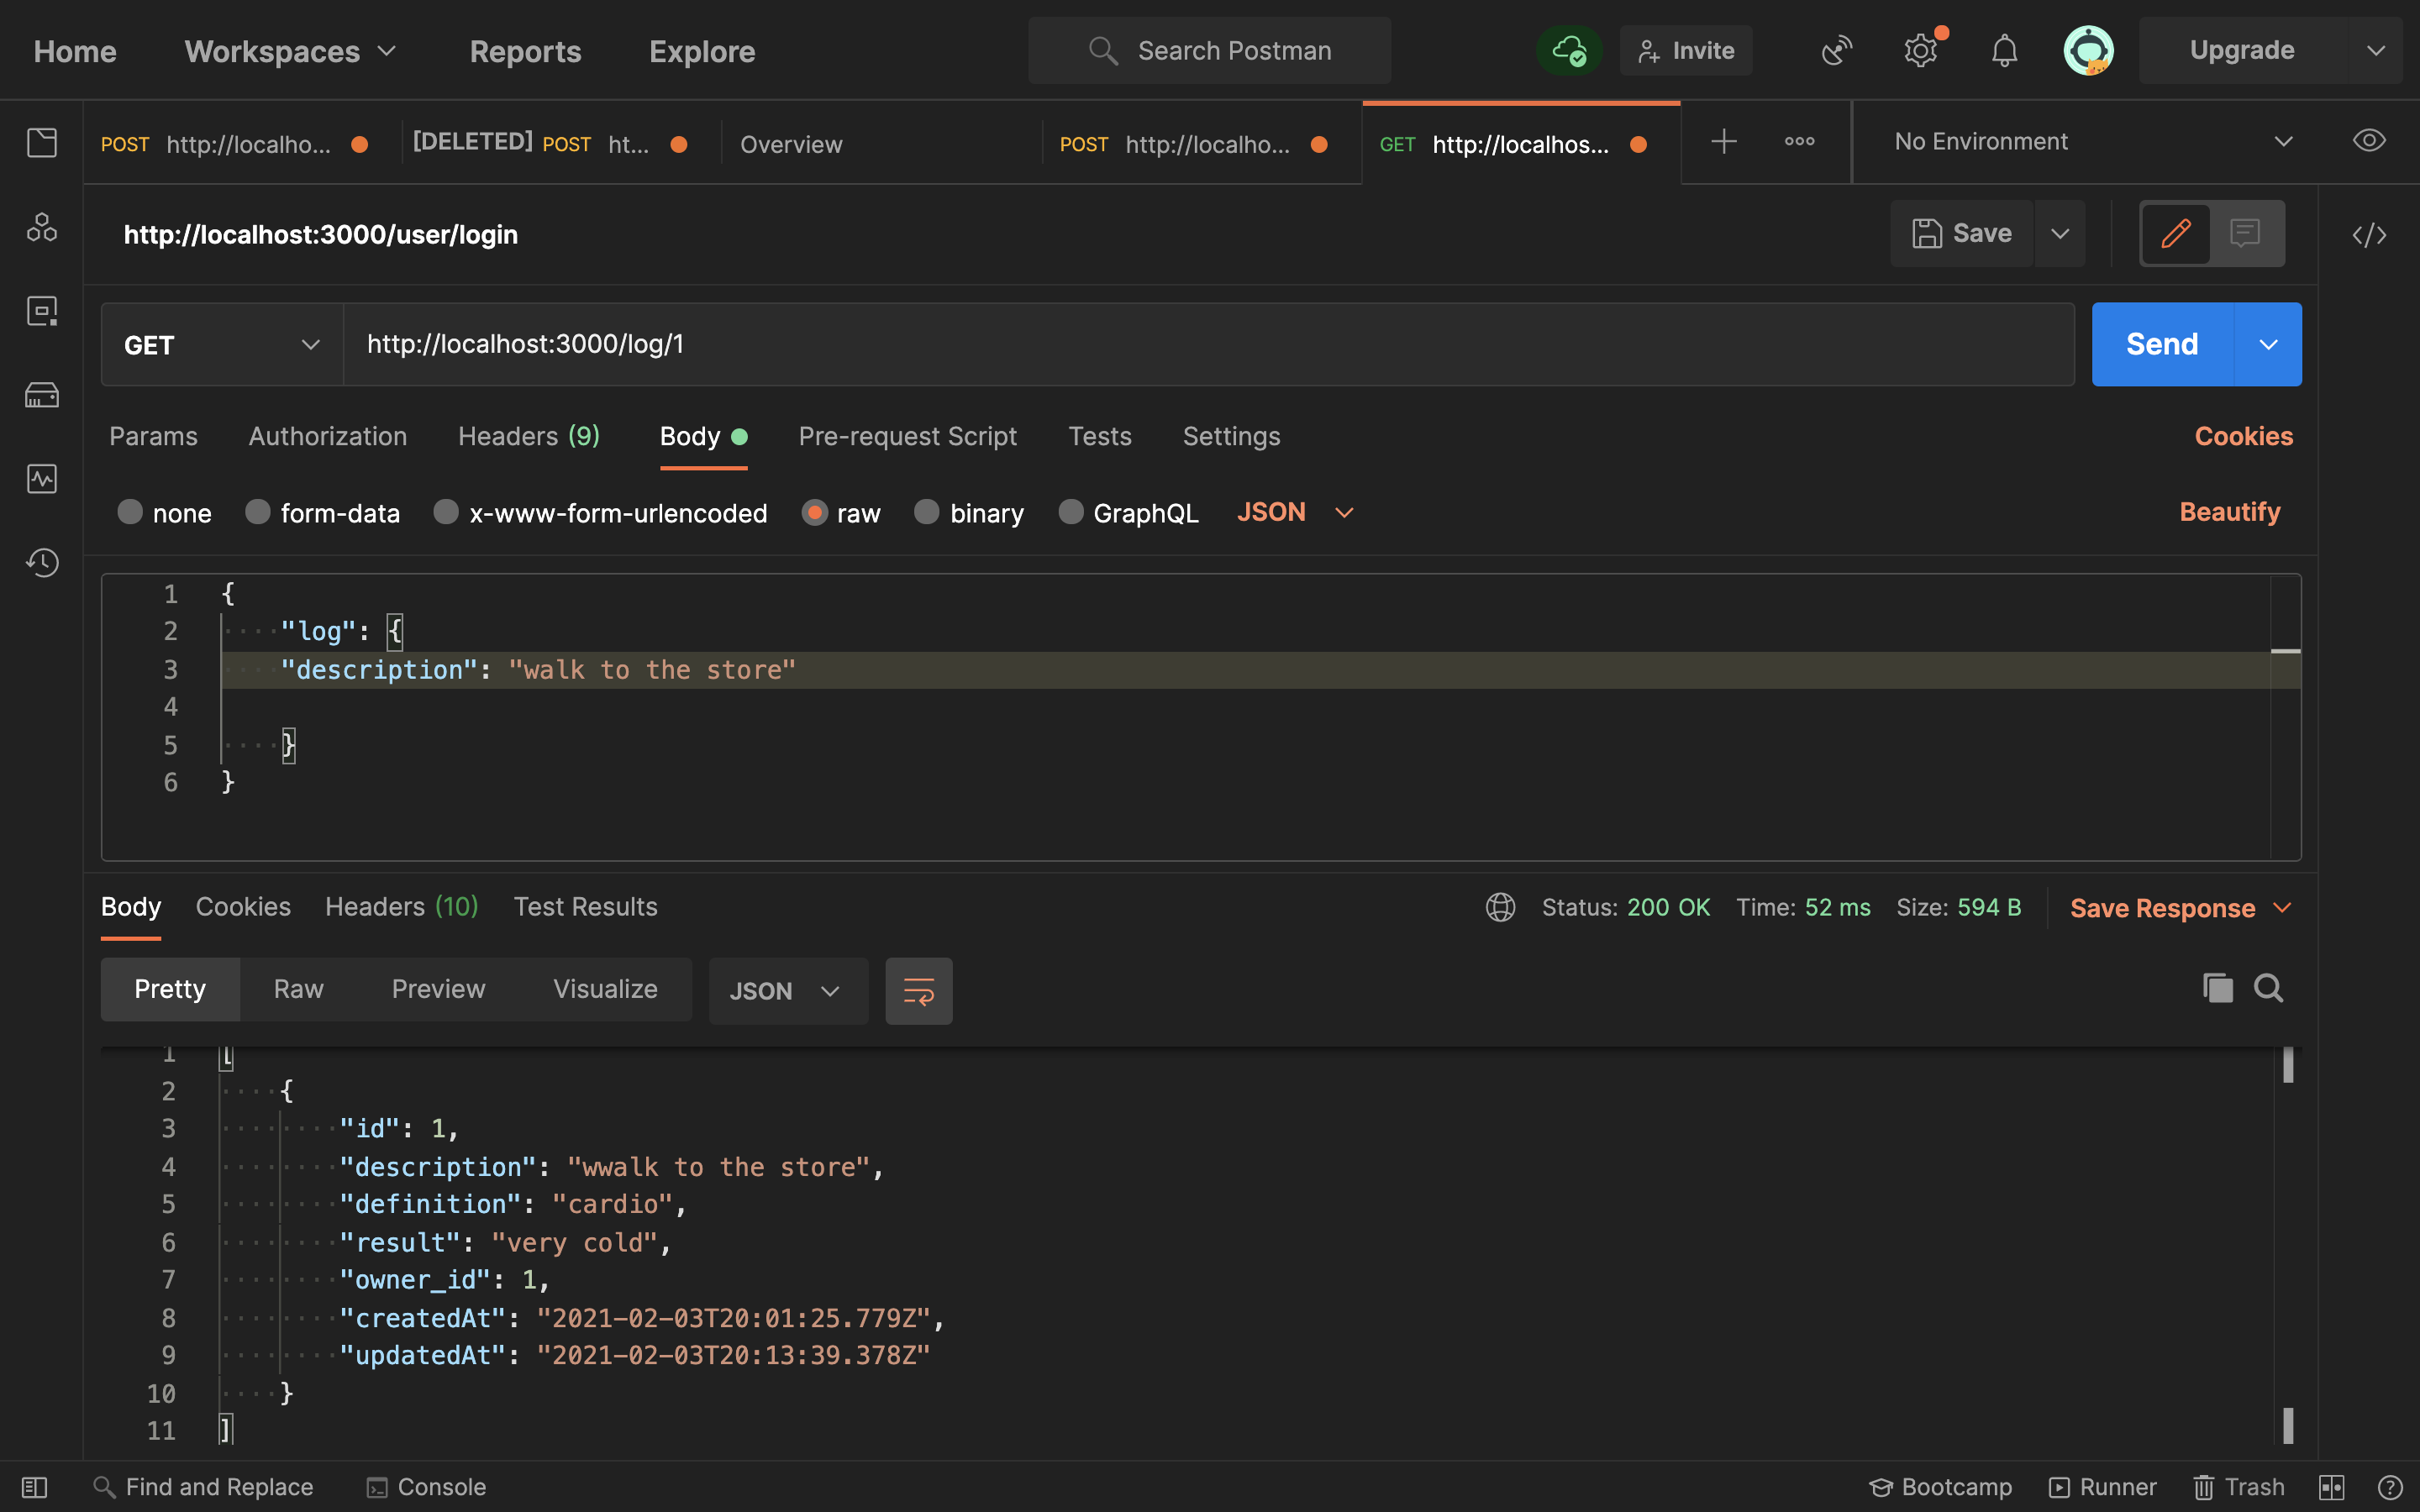 Home Workspaces Reports Explore Search Postman Invite Upgrade
POST http://localho... [DELETED] POST ht... Overview POST http://localho... GET http://localhos... No Environment
http://localhost:3000/user/login Save
GET http://localhost:3000/log/1 Send
Params Authorization Headers (9) Body Pre-request Script Tests Settings Cookies
none form-data x-www-form-urlencoded raw binary GraphQL JSON Beautify
1 {
2 "log": {
3 "description": "walk to the store"
4
5 }
6 }
Body Cookies Headers (10) Test Results Status: 200 OK Time: 52 ms Size: 594 B Save Response
Pretty Raw Preview Visualize JSON
1 [
2 {
3 "id": 1,
4 "description": "wwalk to the store",
5 "definition": "cardio",
6 "result": "very cold",
7 "owner_id": 1,
8 "createdAt": "2021-02-03T20:01:25.779Z",
9 "updatedAt": "2021-02-03T20:13:39.378Z"
10 }
11 ]
Find and Replace Console Bootcamp Runner Trash